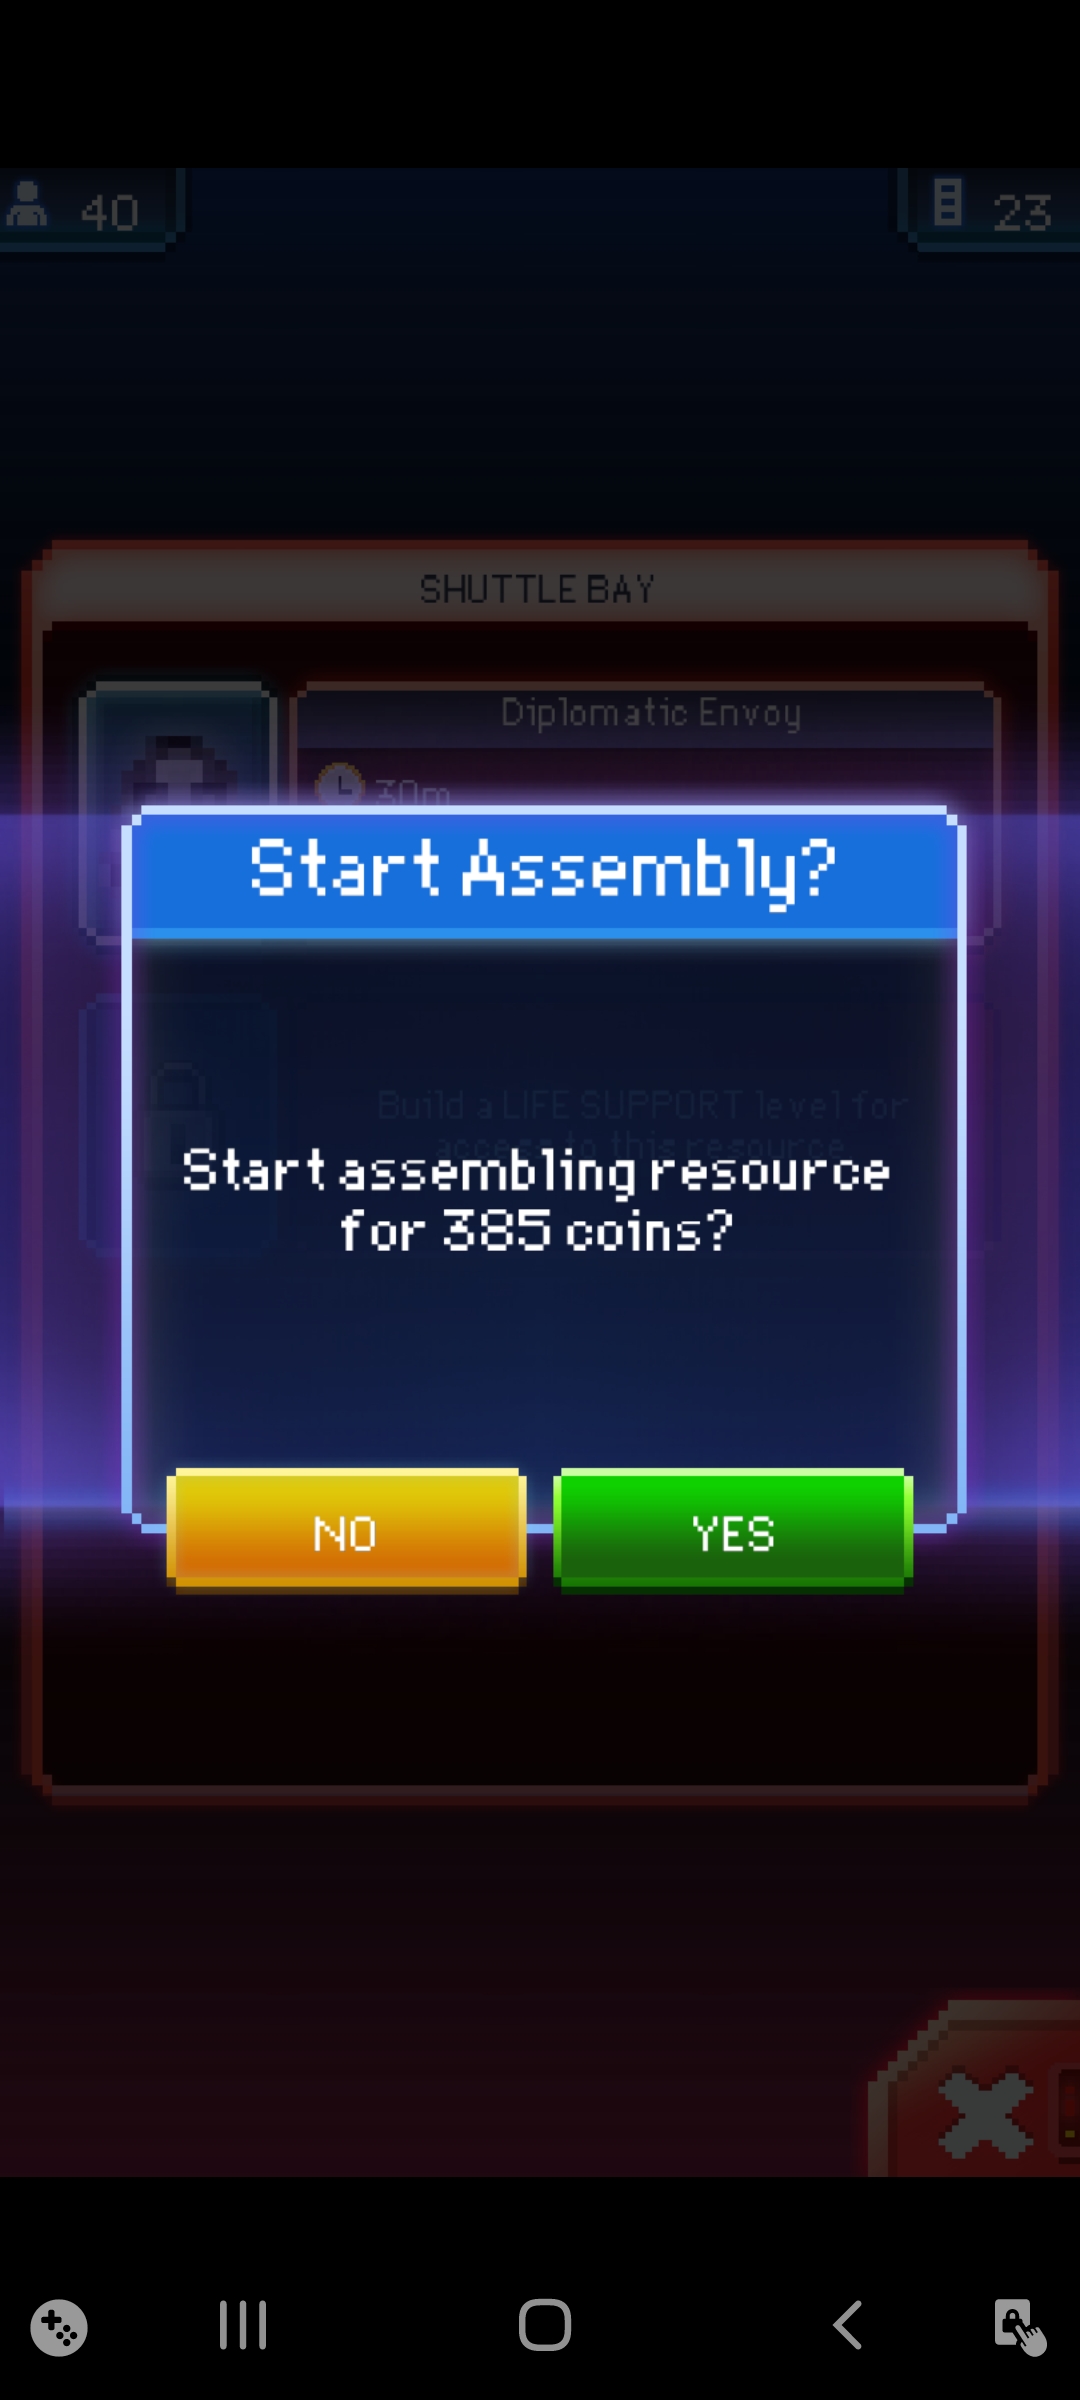 40
23
SHUTTLE BAY
Diplomatic Envoy
30m
Start Assembly?
Build a LIFE SUPPORT level for
access to this resource
Start assembling resource
for 385 coins?
NO
YES